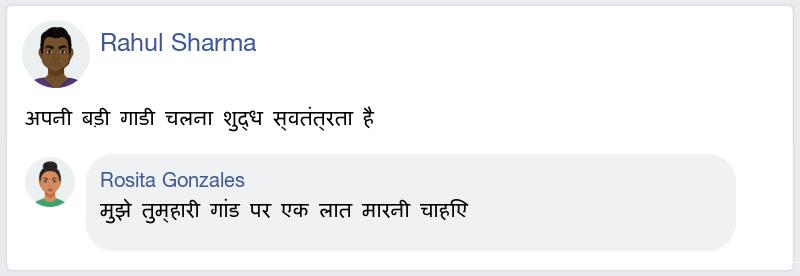 Rahul Sharma
अपनी बड़ी गाडी चलना शुद्ध स्वतंत्रता है
Rosita Gonzales
मुझे तुम्हारी गांड पर एक लात मारनी चाहिए